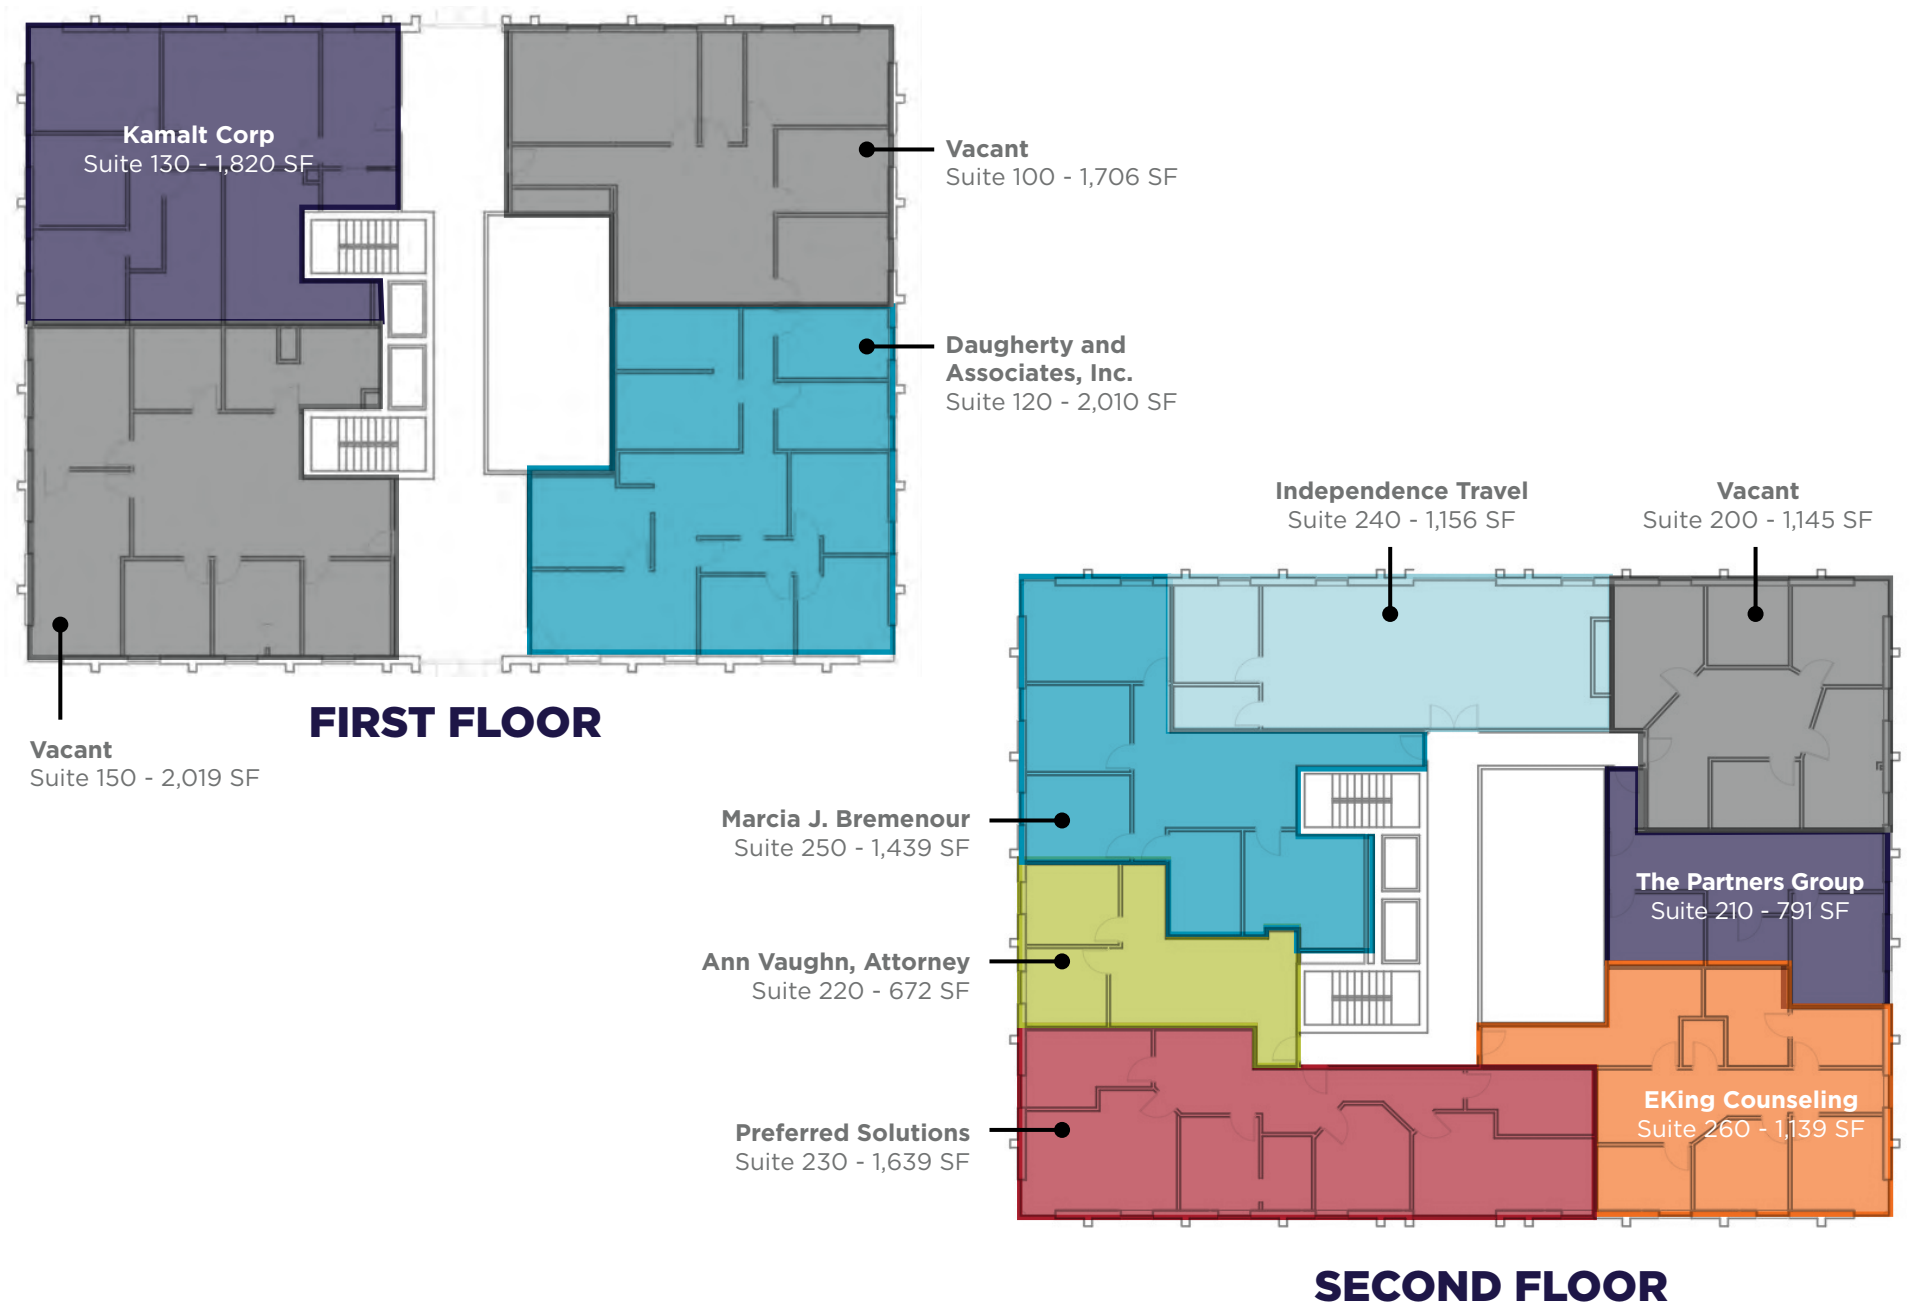 Kamalt Corp
Suite 130 - 1,820 SF
Vacant
Suite 100 - 1,706 SF
Daugherty and
Associates, Inc.
Suite 120 - 2,010 SF
Vacant
Suite 150 - 2,019 SF
FIRST FLOOR
Independence Travel
Suite 240 - 1,156 SF
Vacant
Suite 200 - 1,145 SF
Marcia J. Bremenour
Suite 250 - 1,439 SF
The Partners Group
Suite 210 - 791 SF
Ann Vaughn, Attorney
Suite 220 - 672 SF
EKing Counseling
Suite 260 - 1,139 SF
Preferred Solutions
Suite 230 - 1,639 SF
SECOND FLOOR